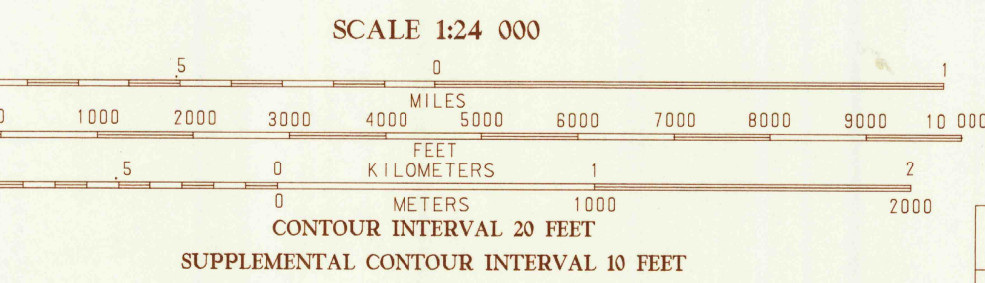 SCALE 1:24 000
.5 0 1
MILES
0 1000 2000 3000 4000 5000 6000 7000 8000 9000 10 000
FEET
KILOMETERS
.5 0 1 2
0 METERS 1000 2000
CONTOUR INTERVAL 20 FEET
SUPPLEMENTAL CONTOUR INTERVAL 10 FEET